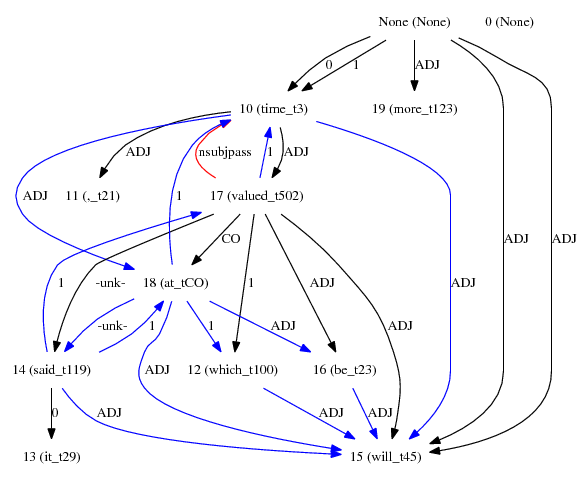 None (None) 0 (None)
0 1 ADJ
10 (time_t3) 19 (more_t123)
ADJ nsubjpass 1 ADJ
ADJ 11 (,_t21) 1 17 (valued_t502)
CO ADJ ADJ
1 -unk- 18 (at_tCO) 1 ADJ ADJ
-unk- 1 1 ADJ ADJ
14 (said_t119) ADJ 12 (which_t100) 16 (be_t23)
0 ADJ ADJ ADJ
13 (it_t29) 15 (will_t45)